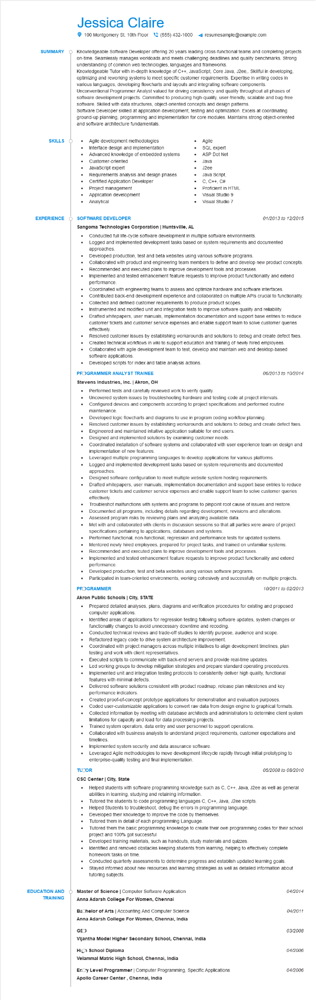 Jessica Claire
100 Montgomery St. 10th Floor (555) 432-1000 resumesample@example.com
SUMMARY
Knowledgeable Software Developer offering 20 years leading cross-functional teams and completing projects
on-time. Seamlessly manages workloads and meets challenging deadlines and quality benchmarks. Strong
understanding of common web technologies, languages and frameworks.
Knowledgeable Tutor with in-depth knowledge of C++, JavaScript, Core Java, J2ee,. Skillful in developing,
optimizing and reworking systems to meet specific customer requirements. Expertise in writing codes in
various languages, developing flowcharts and layouts and integrating software components.
Unconventional Programmer Analyst valued for driving consistency and quality throughout all phases of
software development projects. Committed to producing high-quality, user-friendly, scalable and bug-free
software. Skilled with data structures, object-oriented concepts and design patterns.
Software Developer skilled at application development, testing and optimization. Excels at coordinating
ground-up planning, programming and implementation for core modules. Maintains strong object-oriented
and software architecture fundamentals.
SKILLS
• Agile development methodologies
• Interface design and implementation
• Advanced knowledge of embedded systems
• Customer-oriented
• JavaScript expert
• Requirements analysis and design phases
• Certified Application Developer
• Project management
• Application development
• Analytical
• Agile
• SQL expert
• ASP Dot Net
• Java
• J2ee
• Java Script,
• C, C++, C#
• Proficient in HTML
• Visual Studio 9
• Visual Studio 7
EXPERIENCE
SOFTWARE DEVELOPER 01/2013 to 12/2015
Sangoma Technologies Corporation | Huntsville, AL
• Conducted full life-cycle software development in multiple software environments.
• Logged and implemented development tasks based on system requirements and documented
approaches.
• Developed production, test and beta websites using various software programs.
• Collaborated with product and engineering team members to define and develop new product concepts.
• Recommended and executed plans to improve development tools and processes.
• Implemented and tested enhancement feature requests to improve product functionality and extend
performance.
• Coordinated with engineering teams to assess and optimize hardware and software interfaces.
• Contributed back-end development experience and collaborated on multiple APIs crucial to functionality.
• Collected and defined customer requirements to produce product scopes.
• Instrumented and modified unit and integration tests to improve software quality and reliability.
• Drafted whitepapers, user manuals, implementation documentation and support base entries to reduce
customer tickets and customer service expenses and enable support team to solve customer queries
effectively.
• Resolved customer issues by establishing workarounds and solutions to debug and create defect fixes.
• Created technical workflows in wiki to support education and training of newly hired employees.
• Collaborated with agile development team to test, develop and maintain web and desktop-based
software applications.
• Developed scripts for index and table analysis actions.
PROGRAMMER ANALYST TRAINEE 06/2013 to 10/2014
Stevens Industries, Inc. | Akron, OH
• Performed tests and carefully reviewed work to verify quality.
• Uncovered system issues by troubleshooting hardware and testing code at project intervals.
• Configured devices and components according to project specifications and performed routine
maintenance.
• Developed logic flowcharts and diagrams to use in program coding workflow planning.
• Resolved customer issues by establishing workarounds and solutions to debug and create defect fixes.
• Engineered and maintained intuitive application suitable for end users.
• Designed and implemented solutions by examining customer needs.
• Coordinated installation of software systems and collaborated with user experience team on design and
implementation of new features.
• Leveraged multiple programming languages to develop applications for various platforms.
• Logged and implemented development tasks based on system requirements and documented
approaches.
• Designed software configuration to meet multiple website system hosting requirements.
• Drafted whitepapers, user manuals, implementation documentation and support base entries to reduce
customer tickets and customer service expenses and enable support team to solve customer queries
effectively.
• Troubleshot malfunctions with systems and programs to pinpoint root cause of issues and restore.
• Documented all programs, including details regarding development, revisions and alterations.
• Assessed program risks by reviewing plans and analyzing available data.
• Met with and collaborated with clients in discussion sessions so that all parties were aware of project
specifications pertaining to applications, databases and systems.
• Performed functional, non-functional, regression and performance tests for updated systems.
• Mentored newly hired employees, prepared for project tasks, and trained on unfamiliar systems.
• Recommended and executed plans to improve development tools and processes.
• Implemented and tested enhancement feature requests to improve product functionality and extend
performance.
• Developed production, test and beta websites using various software programs.
• Participated in team-oriented environments, working cohesively and successfully on multiple projects.
PROGRAMMER 10/2011 to 02/2013
Akron Public Schools | City, STATE
• Prepared detailed analyses, plans, diagrams and verification procedures for existing and proposed
computer applications.
• Identified areas of applications for regression testing following software updates, system changes or
functionality changes to avoid unnecessary downtime and recoding.
• Conducted technical reviews and trade-off studies to identify purpose, audience and scope.
• Refactored legacy code to drive system architecture improvement.
• Coordinated with project managers across multiple initiatives to align development timelines, plan
testing and work with client representatives.
• Executed scripts to communicate with back-end servers and provide real-time updates.
• Led working groups to develop mitigation strategies and prepare standard operating procedures.
• Implemented unit and integration testing protocols to consistently deliver high quality, functional
features with minimal defects.
• Delivered software solutions consistent with product roadmap, release plan milestones and key
performance indicators.
• Created proof-of-concept prototype applications for demonstration and evaluation purposes.
• Coded user-customizable applications to convert raw data from design engine to graphical formats.
• Collected information by meeting with database architects and administrators to determine client system
limitations for capacity and load for data processing projects.
• Trained system operators, data entry and user personnel to support operations.
• Collaborated with business analysts to understand project requirements, customer expectations and
timelines.
• Implemented system security and data assurance software.
• Leveraged Agile methodologies to move development lifecycle rapidly through initial prototyping to
enterprise-quality testing and final implementation.
TUTOR 05/2008 to 08/2010
CSC Center | City, State
• Helped students with software programming knowledge such as C, C++, Java, J2ee as well as general
abilities in learning, studying and retaining information.
• Tutored the students to code programming languages C, C++, Java, J2ee scripts.
• Helped Students to troubleshoot, debug the errors in programming language.
• Developed their knowledge to improve the code by themselves.
• Tutored them in detail of each programming Language.
• Tutored them the basic programming knowledge to create their own programming codes for their school
project and 100% got successful
• Developed training materials, such as handouts, study materials and quizzes.
• Identified and removed obstacles keeping students from learning, helping to effectively complete
homework tasks on time.
• Conducted quarterly assessments to determine progress and establish updated learning goals.
• Stayed informed about new resources and learning strategies as well as detailed information about
tutoring subjects.
EDUCATION AND
TRAINING
Master of Science | Computer Software Application 04/2014
Anna Adarsh College For Women, Chennai
Bachelor of Arts | Accounting And Computer Science 04/2011
Anna Adarsh College For Women, Chennai, India
GED 03/2008
Vijantha Model Higher Secondary School, Chennai, India
High School Diploma 04/2006
Velammal Matric High School, Chennai, India
Entry Level Programmer | Computer Programming, Specific Applications 04/2006
Apollo Career Center , Chennai, India